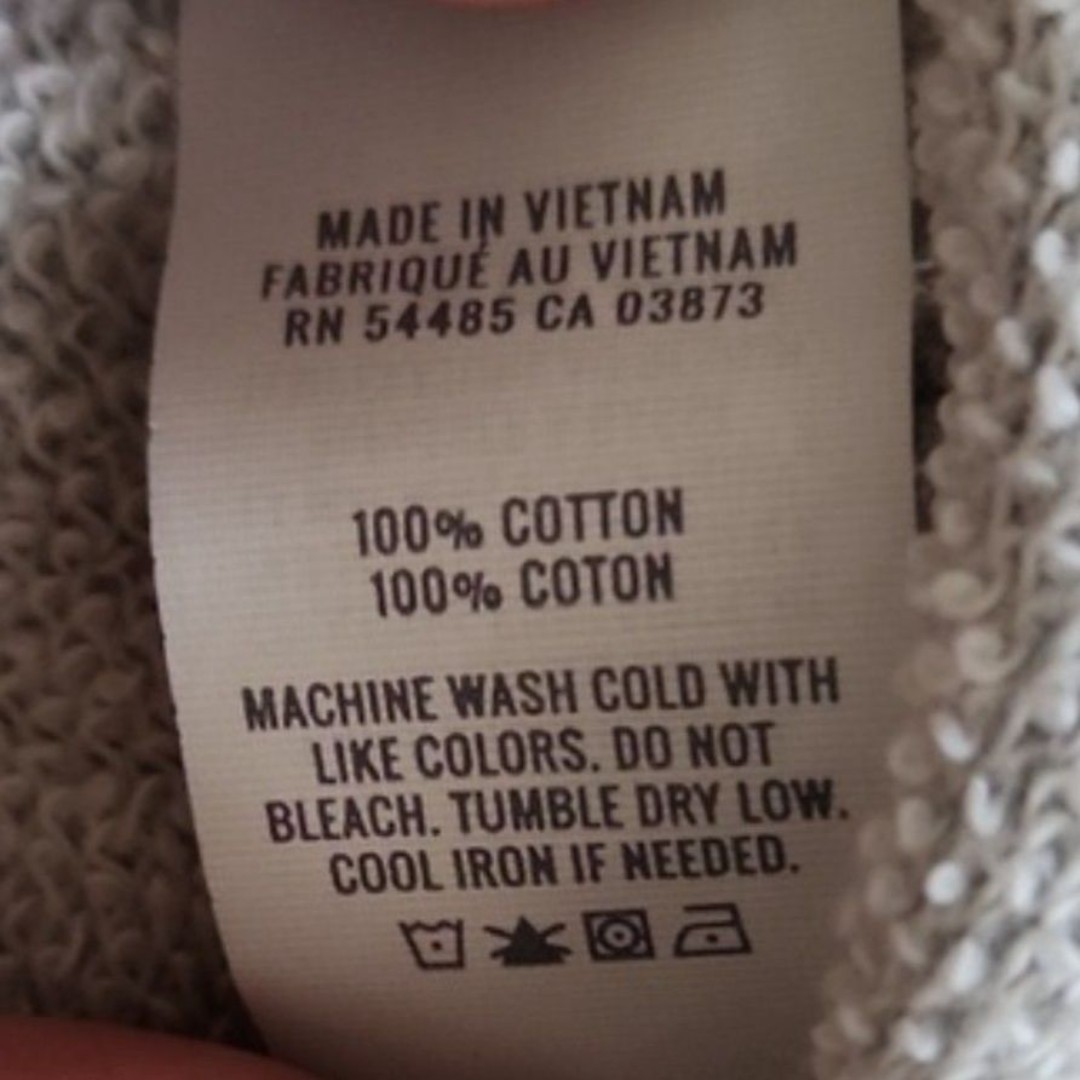 MADE IN VIETNAM
FABRIQUÉ AU VIETNAM
RN 54485 CA 03873
100% COTTON
100% COTON
MACHINE WASH COLD WITH
LIKE COLORS. DO NOT
BLEACH. TUMBLE DRY LOW.
COOL IRON IF NEEDED.